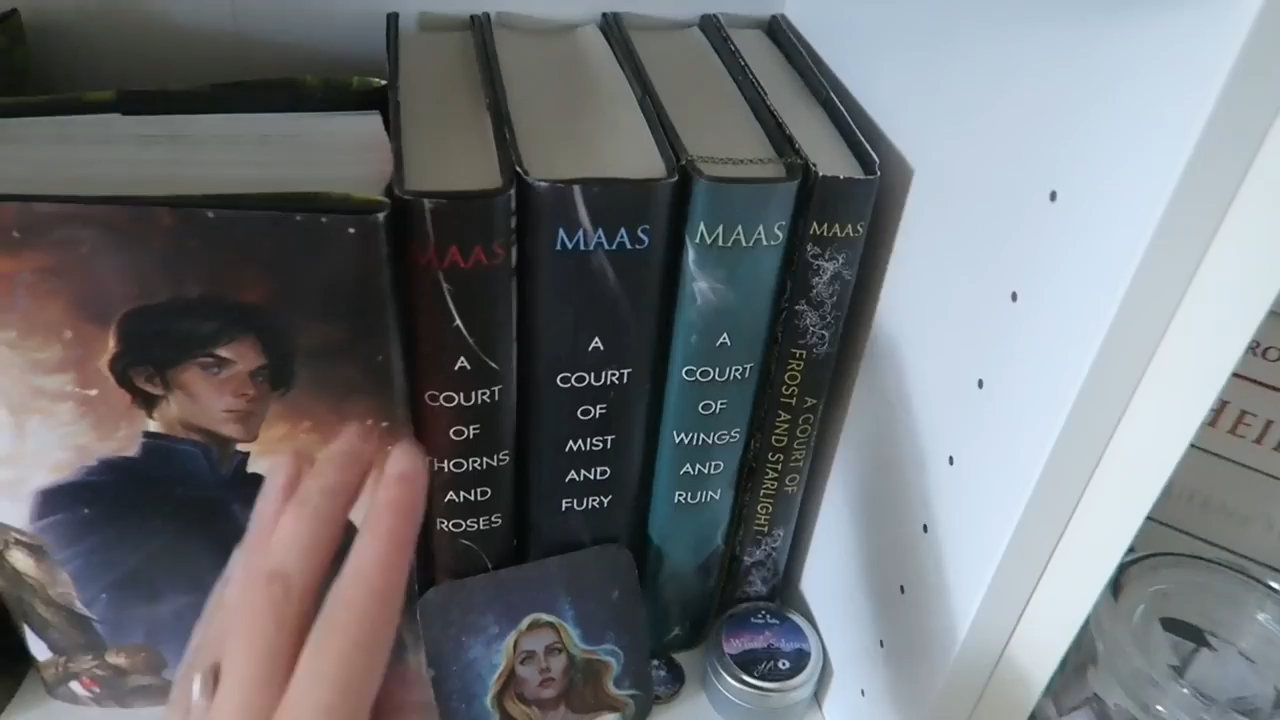 MAAS
A
COURT
OF
THORNS
AND
ROSES
MAAS
A
COURT
OF
MIST
AND
FURY
MAAS
A
COURT
OF
WINGS
AND
RUIN
MAAS
A COURT OF
FROST AND STARLIGHT